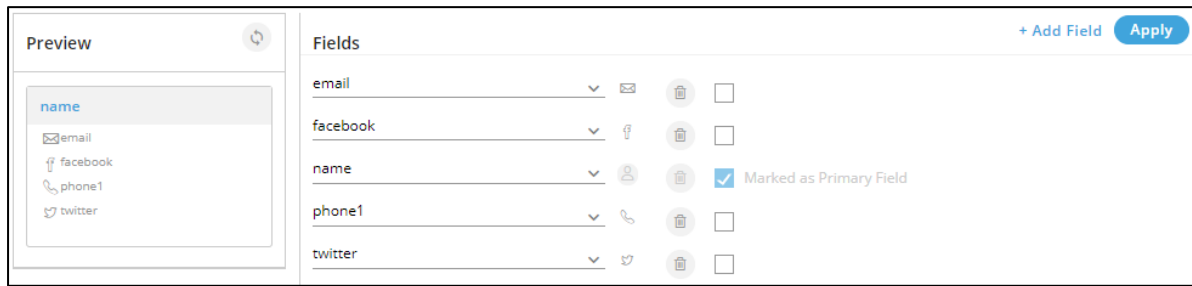 Preview
name
email
facebook
phone1
twitter
Fields
+ Add Field Apply
email
facebook
name Marked as Primary Field
phone1
twitter